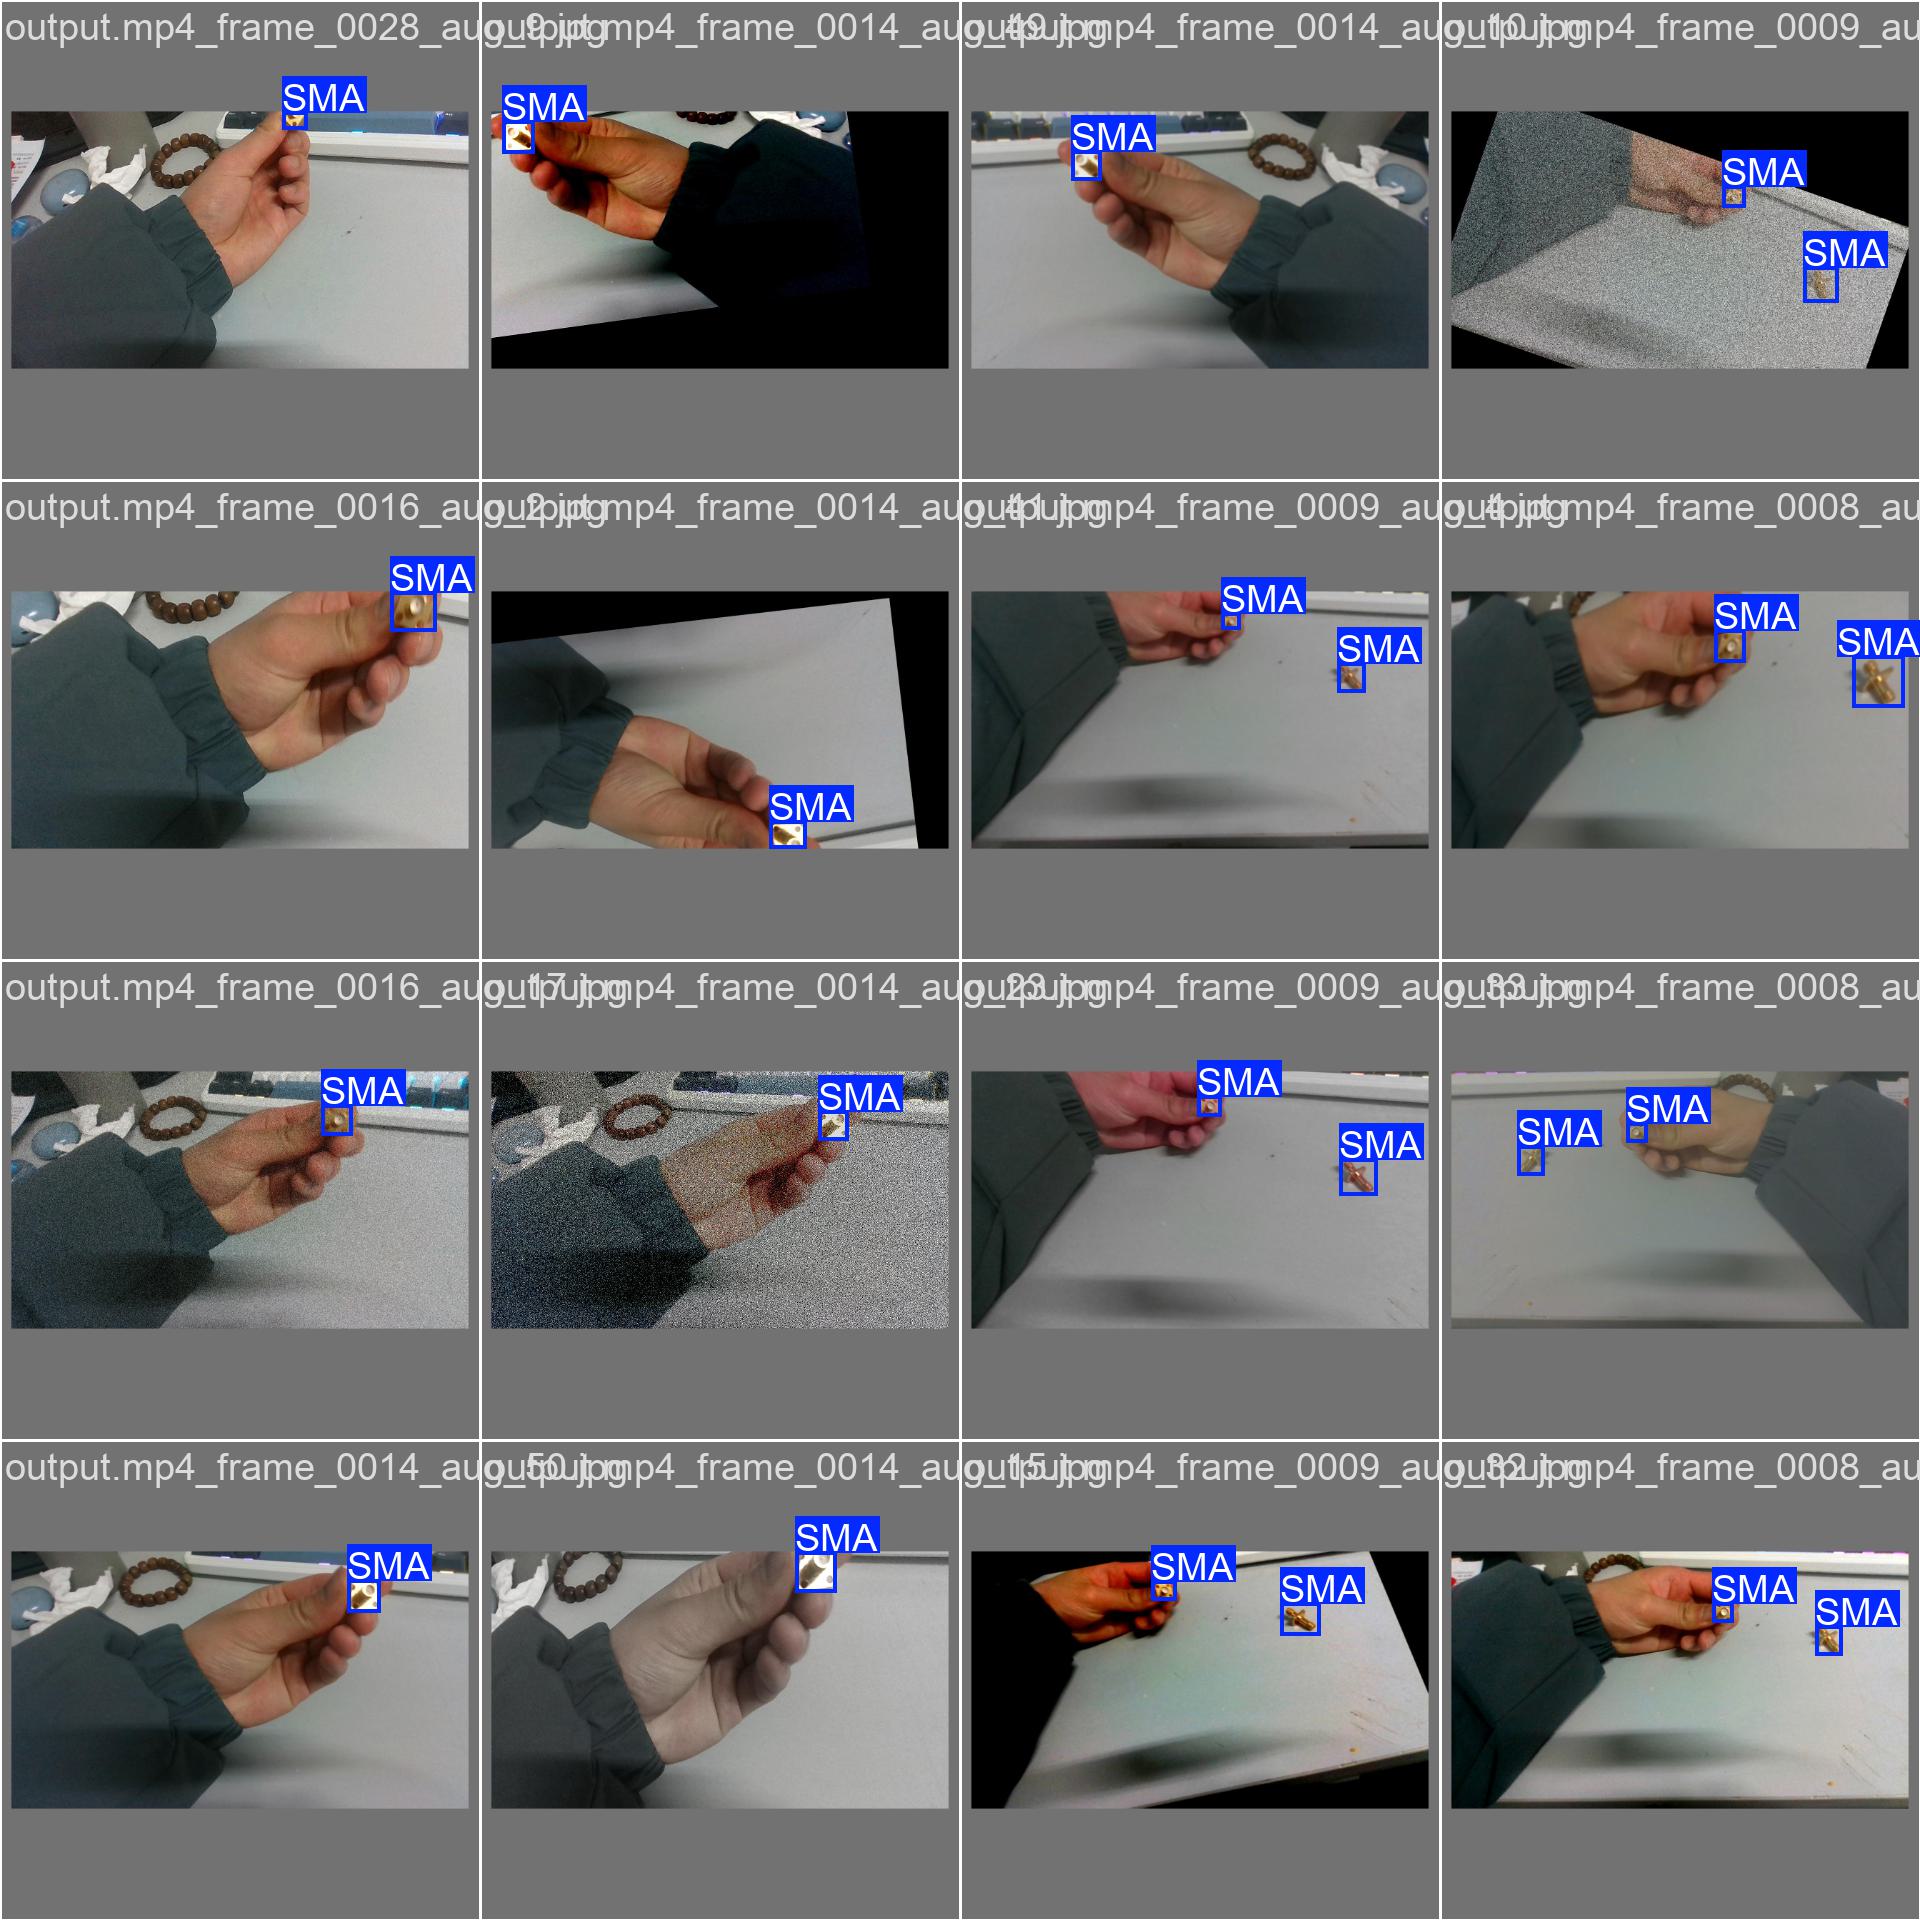 output.mp4_frame_0028_aug_9.jpg
output.mp4_frame_0014_aug_49.jpg
output.mp4_frame_0014_aug_10.jpg
output.mp4_frame_0009_au
SMA
SMA
SMA
SMA
SMA
output.mp4_frame_0016_aug_2.jpg
output.mp4_frame_0014_aug_41.jpg
output.mp4_frame_0009_aug_4.jpg
output.mp4_frame_0008_au
SMA
SMA
SMA
SMA
SMA
SMA
output.mp4_frame_0016_aug_17.jpg
output.mp4_frame_0014_aug_23.jpg
output.mp4_frame_0009_aug_33.jpg
output.mp4_frame_0008_au
SMA
SMA
SMA
SMA
SMA
SMA
output.mp4_frame_0014_aug_50.jpg
output.mp4_frame_0014_aug_15.jpg
output.mp4_frame_0009_aug_32.jpg
output.mp4_frame_0008_au
SMA
SMA
SMA
SMA
SMA
SMA